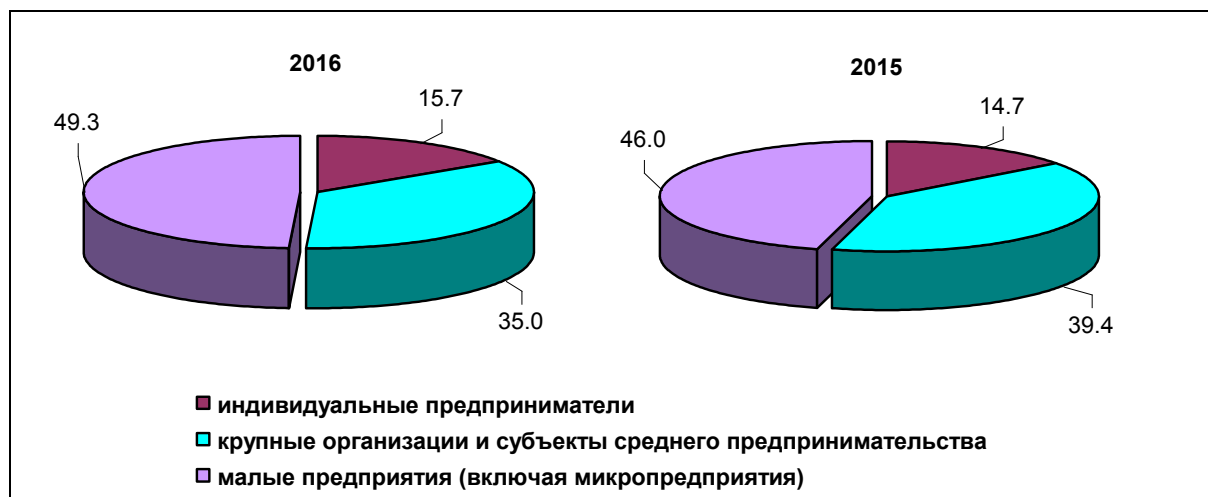 2016
2015
15.7
14.7
49.3
46.0
35.0
39.4
индивидуальные предприниматели
крупные организации и субъекты среднего предпринимательства
малые предприятия (включая микропредприятия)